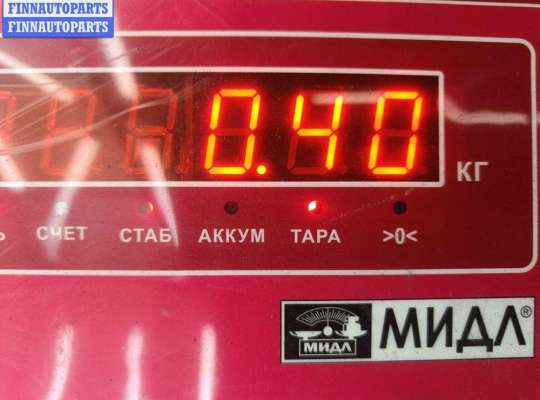 FINNAUTOPARTS
FINNAUTOPARTS
0.40
КГ
СЧЕТ СТАБ АККУМ ТАРА >0<
МИДЛ МИДЛ®